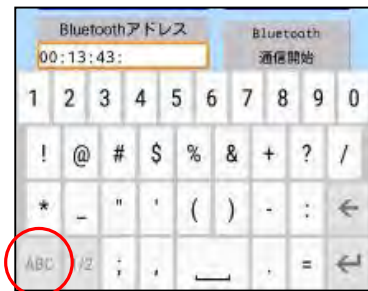 Bluetoothアドレス
Bluetooth
通信開始
00:13:43:
1 2 3 4 5 6 7 8 9 0
! @ # $ % & + ? /
* _ " ' ( ) - : ←
ABC 1/2 ; , . = ↵